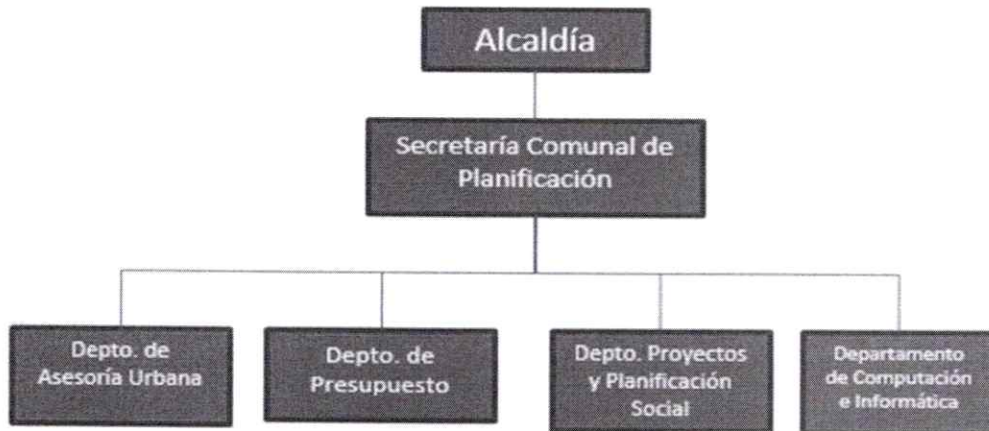 Alcaldía
Secretaría Comunal de
Planificación
Depto. de
Asesoría Urbana
Depto. de
Presupuesto
Depto. Proyectos
y Planificación
Social
Departamento
de Computación
e Informática